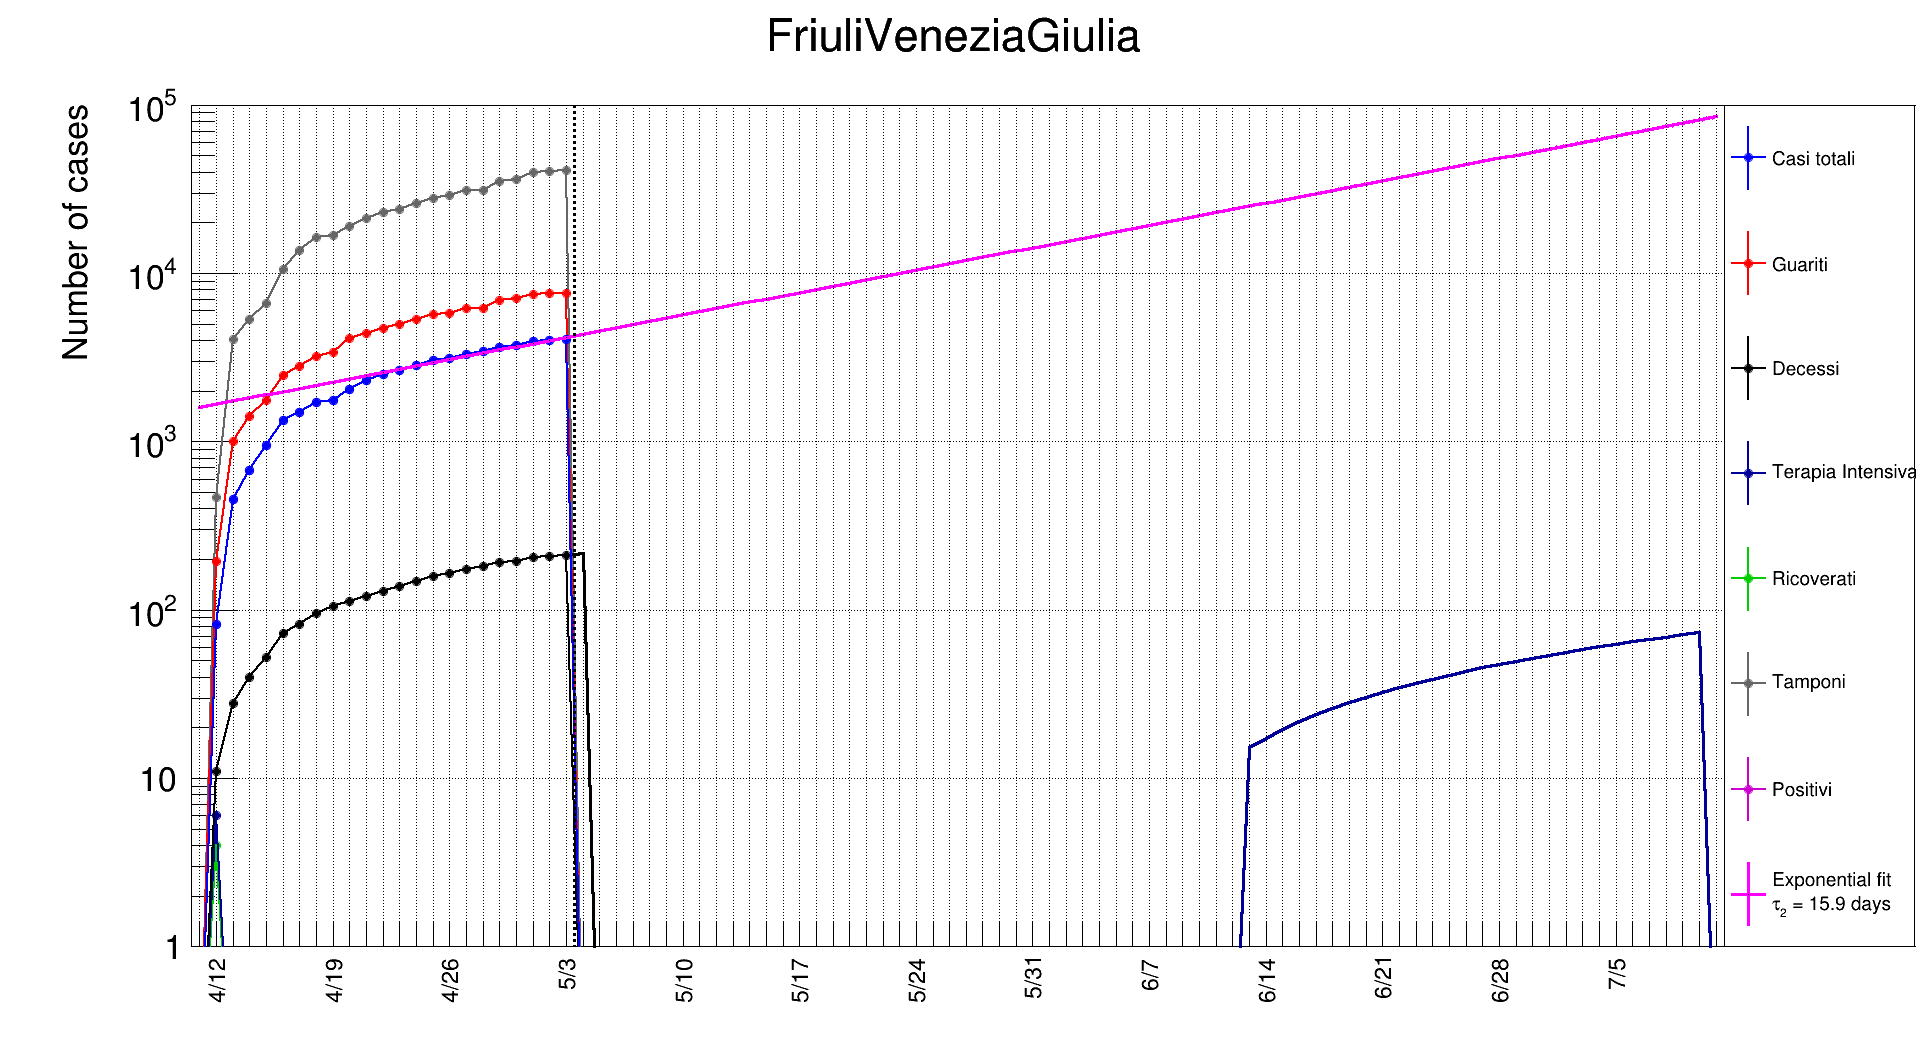 FriuliVeneziaGiulia
Number of cases
10^5
10^4
10^3
10^2
10
1
4/12
4/19
4/26
5/3
5/10
5/17
5/24
5/31
6/7
6/14
6/21
6/28
7/5
Casi totali
Guariti
Decessi
Terapia Intensiva
Ricoverati
Tamponi
Positivi
Exponential fit
τ_2 = 15.9 days